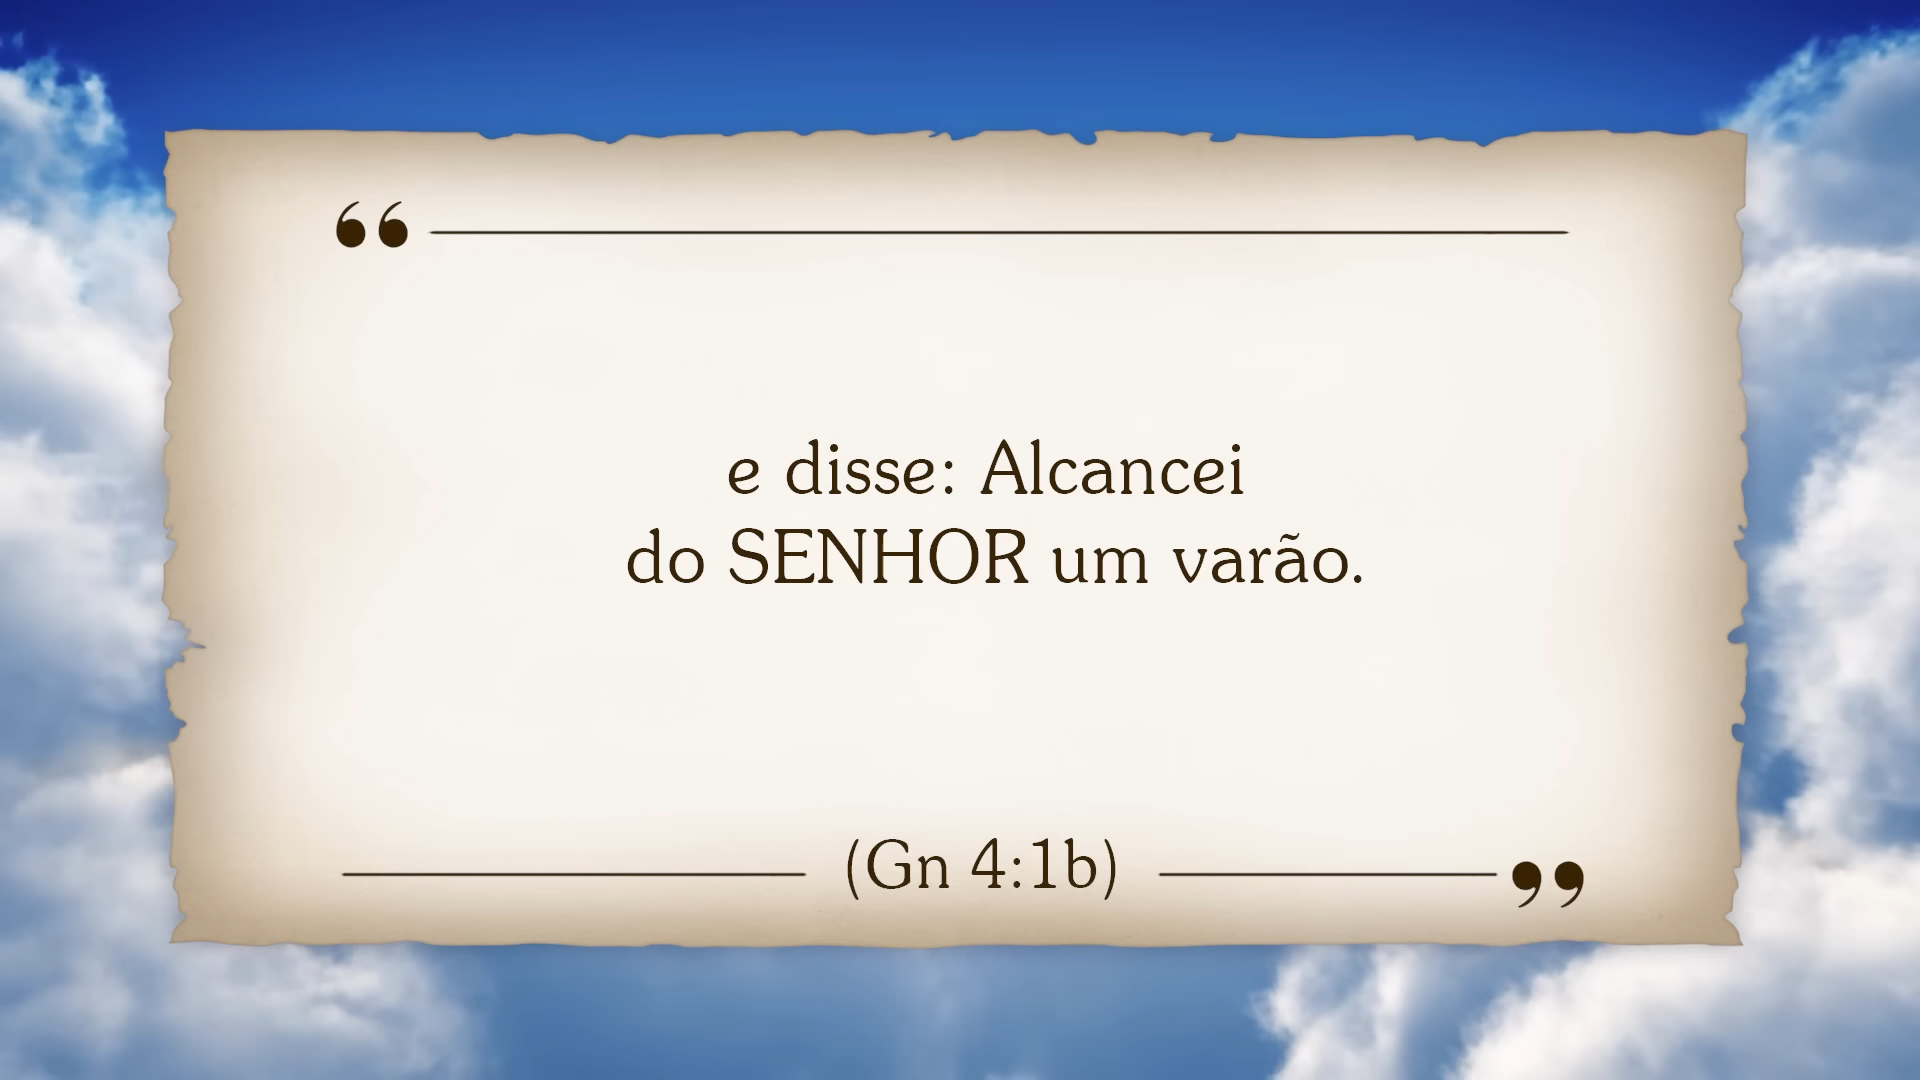 “
e disse: Alcancei
do SENHOR um varão.
(Gn 4:1b)
”